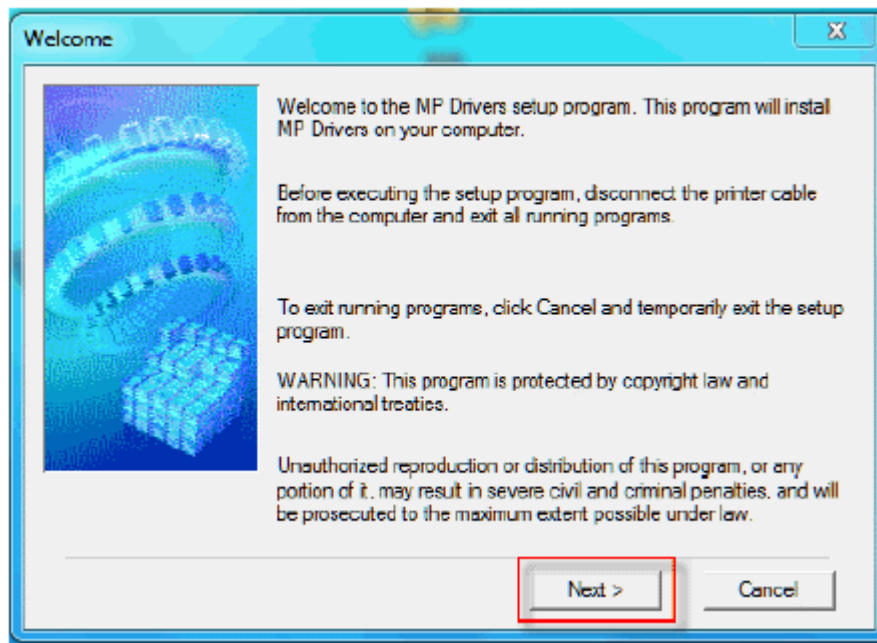 Welcome
Welcome to the MP Drivers setup program. This program will install
MP Drivers on your computer.
Before executing the setup program, disconnect the printer cable
from the computer and exit all running programs.
To exit running programs, click Cancel and temporarily exit the setup
program.
WARNING: This program is protected by copyright law and
international treaties.
Unauthorized reproduction or distribution of this program, or any
portion of it, may result in severe civil and criminal penalties, and will
be prosecuted to the maximum extent possible under law.
Next > Cancel